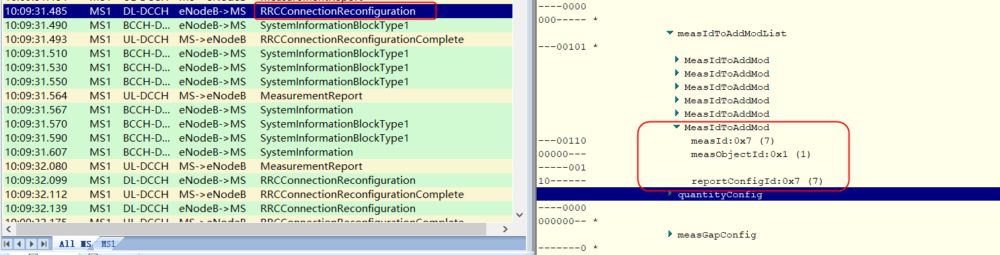 10:09:31.485 MS1 DL-DCCH eNodeB->MS RRCConnectionReconfiguration
10:09:31.490 MS1 BCCH-D... eNodeB->MS SystemInformationBlockType1
10:09:31.493 MS1 UL-DCCH MS->eNodeB RRCConnectionReconfigurationComplete
10:09:31.510 MS1 BCCH-D... eNodeB->MS SystemInformationBlockType1
10:09:31.530 MS1 BCCH-D... eNodeB->MS SystemInformationBlockType1
10:09:31.550 MS1 BCCH-D... eNodeB->MS SystemInformationBlockType1
10:09:31.564 MS1 UL-DCCH MS->eNodeB MeasurementReport
10:09:31.567 MS1 BCCH-D... eNodeB->MS SystemInformation
10:09:31.570 MS1 BCCH-D... eNodeB->MS SystemInformationBlockType1
10:09:31.590 MS1 BCCH-D... eNodeB->MS SystemInformationBlockType1
10:09:31.607 MS1 BCCH-D... eNodeB->MS SystemInformation
10:09:32.080 MS1 UL-DCCH MS->eNodeB MeasurementReport
10:09:32.099 MS1 DL-DCCH eNodeB->MS RRCConnectionReconfiguration
10:09:32.112 MS1 UL-DCCH MS->eNodeB RRCConnectionReconfigurationComplete
10:09:32.139 MS1 DL-DCCH eNodeB->MS RRCConnectionReconfiguration
10:09:32.175 MS1 UL-DCCH MS->eNodeB RRCConnectionReconfigurationComplete
All MS MS1
----0000
000----- *
measIdToAddModList
---00101 *
MeasIdToAddMod
MeasIdToAddMod
MeasIdToAddMod
MeasIdToAddMod
MeasIdToAddMod
MeasIdToAddMod
---00110 measId:0x7 (7)
00000--- measObjectId:0x1 (1)
-----001
10------ reportConfigId:0x7 (7)
quantityConfig
----0000
000000-- *
measGapConfig
-------0 *